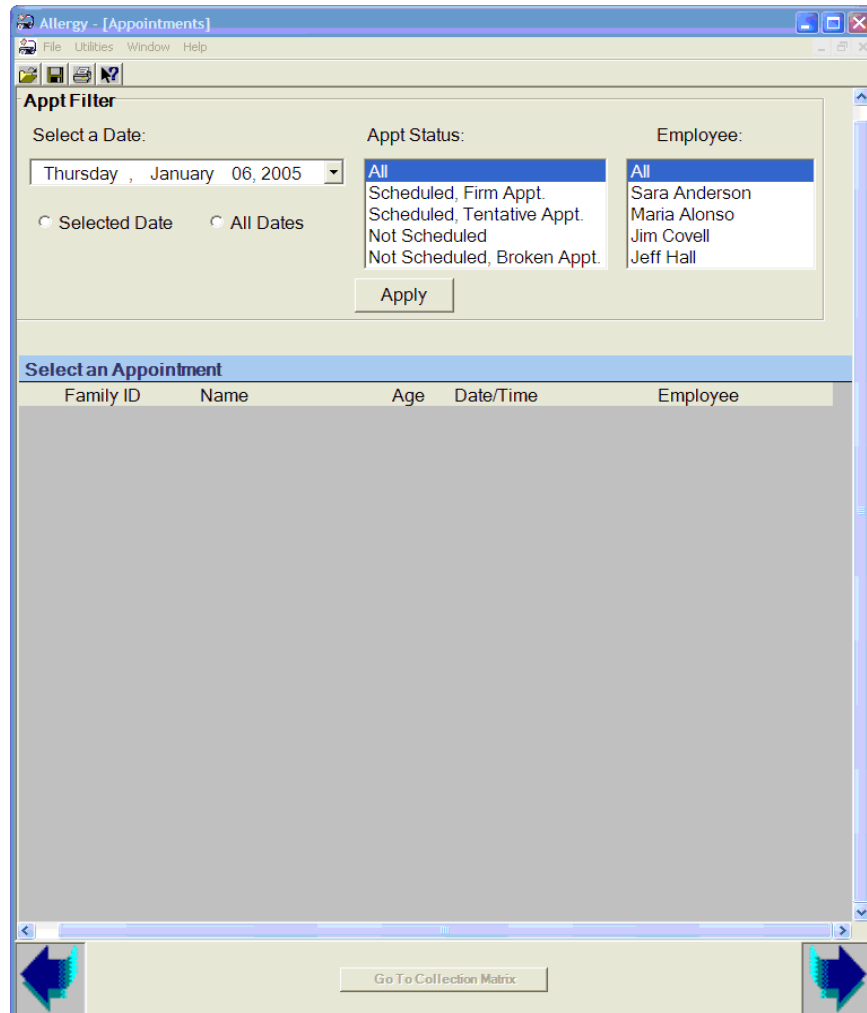 Allergy - [Appointments]
File Utilities Window Help
Appt Filter
Select a Date: Appt Status: Employee:
Thursday , January 06, 2005
All
Scheduled, Firm Appt.
Scheduled, Tentative Appt.
Not Scheduled
Not Scheduled, Broken Appt.
All
Sara Anderson
Maria Alonso
Jim Covell
Jeff Hall
Selected Date All Dates
Apply
Select an Appointment
Family ID Name Age Date/Time Employee
Go To Collection Matrix